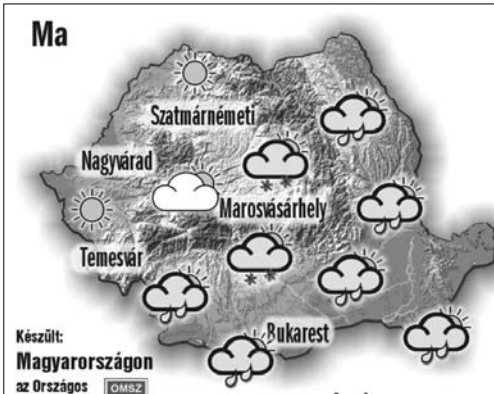 Ma
Szatmárnémeti
Nagyvárad
Marosvásárhely
Temesvár
Bukarest
Készült:
Magyarországon
az Országos
OMSZ